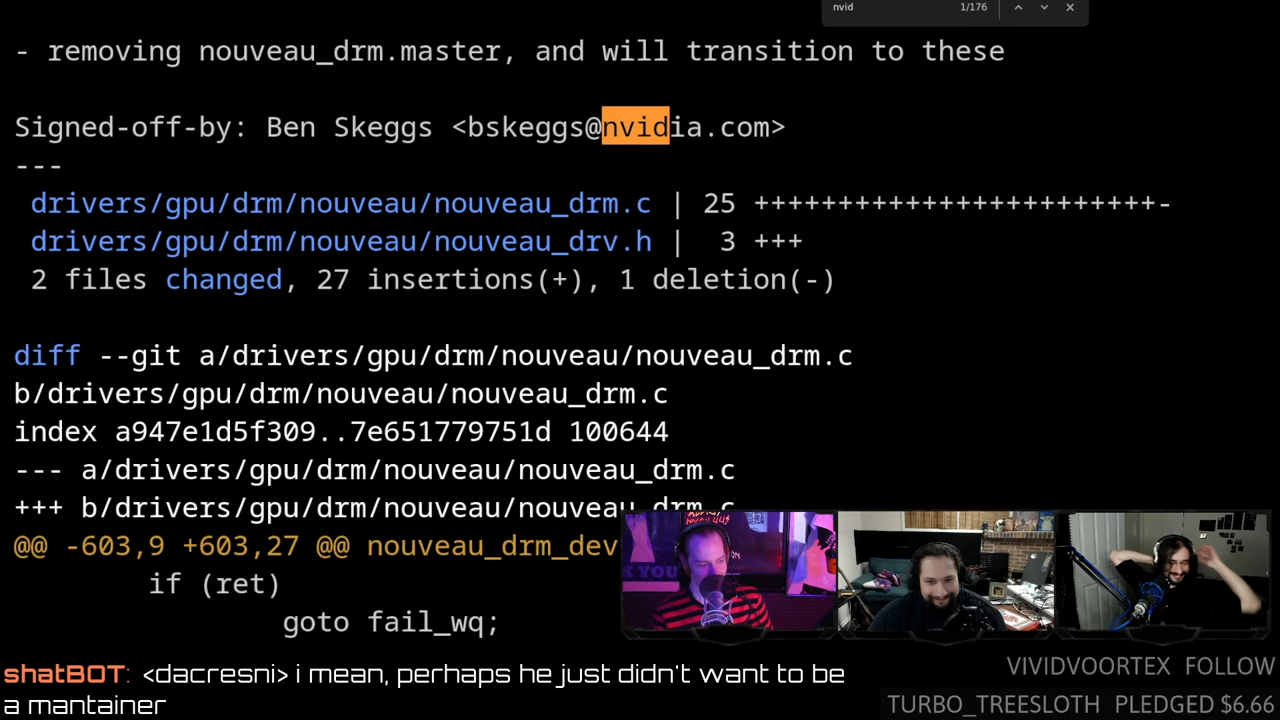 nvid 1/176
- removing nouveau_drm.master, and will transition to these
Signed-off-by: Ben Skeggs <bskeggs@nvidia.com>
---
drivers/gpu/drm/nouveau/nouveau_drm.c | 25 ++++++++++++++++++++++++-
drivers/gpu/drm/nouveau/nouveau_drv.h | 3 +++
2 files changed, 27 insertions(+), 1 deletion(-)
diff --git a/drivers/gpu/drm/nouveau/nouveau_drm.c
b/drivers/gpu/drm/nouveau/nouveau_drm.c
index a947e1d5f309..7e651779751d 100644
--- a/drivers/gpu/drm/nouveau/nouveau_drm.c
+++ b/drivers/gpu/drm/nouveau/nouveau_drm.c
@@ -603,9 +603,27 @@ nouveau_drm_dev
if (ret)
goto fail_wq;
shatBOT: <dacresni> i mean, perhaps he just didn't want to be
a mantainer
VIVIDVOORTEX FOLLOW
TURBO_TREESLOTH PLEDGED $6.66